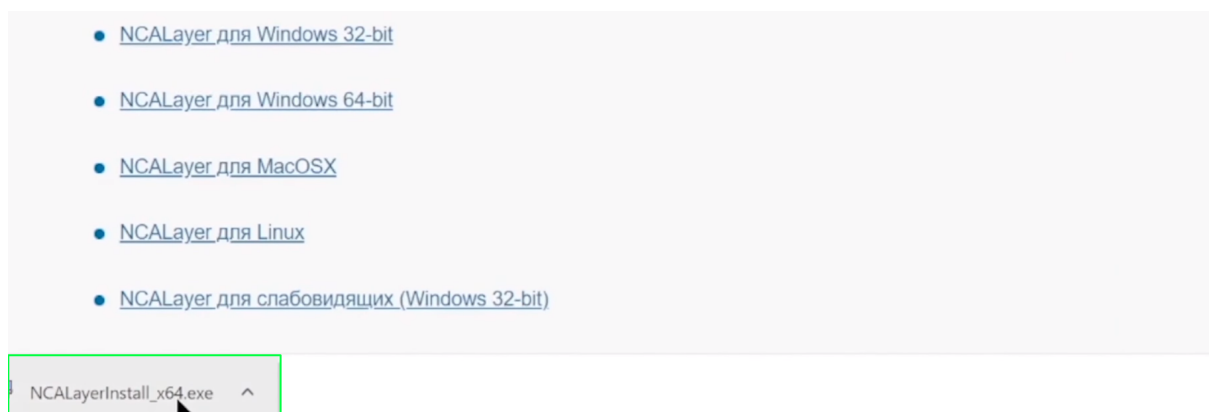 NCALayer для Windows 32-bit
NCALayer для Windows 64-bit
NCALayer для MacOSX
NCALayer для Linux
NCALayer для слабовидящих (Windows 32-bit)
NCALayerInstall_x64.exe